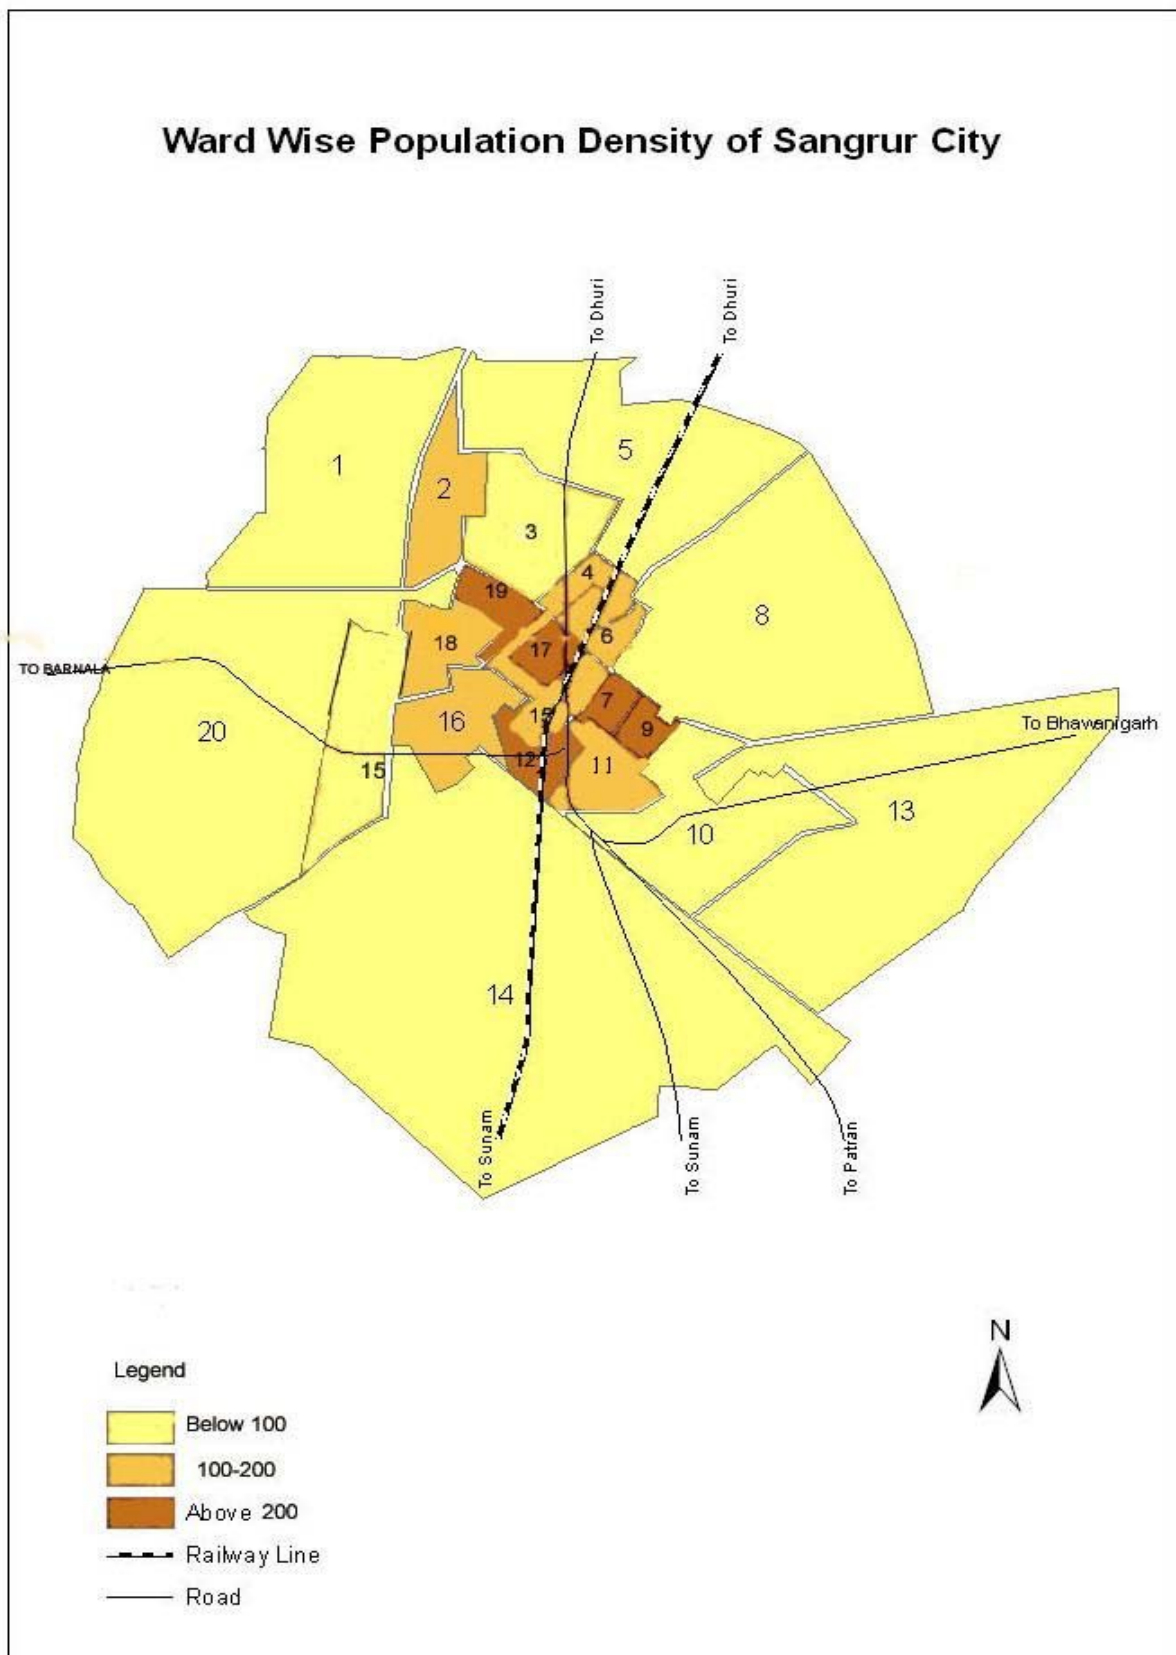 Ward Wise Population Density of Sangrur City
To Dhuri
To Dhuri
1
2
5
3
4
19
8
6
18
17
TO BARNALA
7
15
16
9
20
To Bhawanigarh
12
11
15
13
10
14
To Sunam
To Sunam
To Patran
N
Legend
Below 100
100-200
Above 200
Railway Line
Road